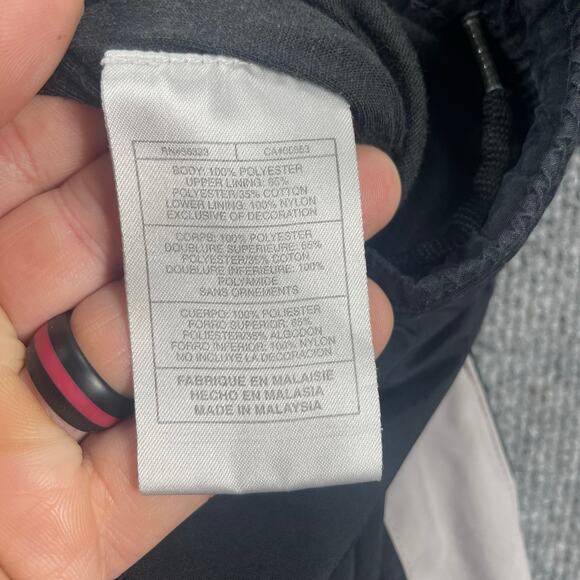 RN#56323 CA#05553
BODY: 100% POLYESTER
UPPER LINING: 65%
POLYESTER/35% COTTON
LOWER LINING: 100% NYLON
EXCLUSIVE OF DECORATION
CORPS: 100% POLYESTER
DOUBLURE SUPERIEURE: 65%
POLYESTER/35% COTON
DOUBLURE INFERIEURE: 100%
POLYAMIDE
SANS ORNEMENTS
CUERPO: 100% POLIESTER
FORRO SUPERIOR: 65%
POLIESTER/35% ALGODON
FORRO INFERIOR: 100% NYLON
NO INCLUYE LA DECORACION
FABRIQUE EN MALAISIE
HECHO EN MALASIA
MADE IN MALAYSIA